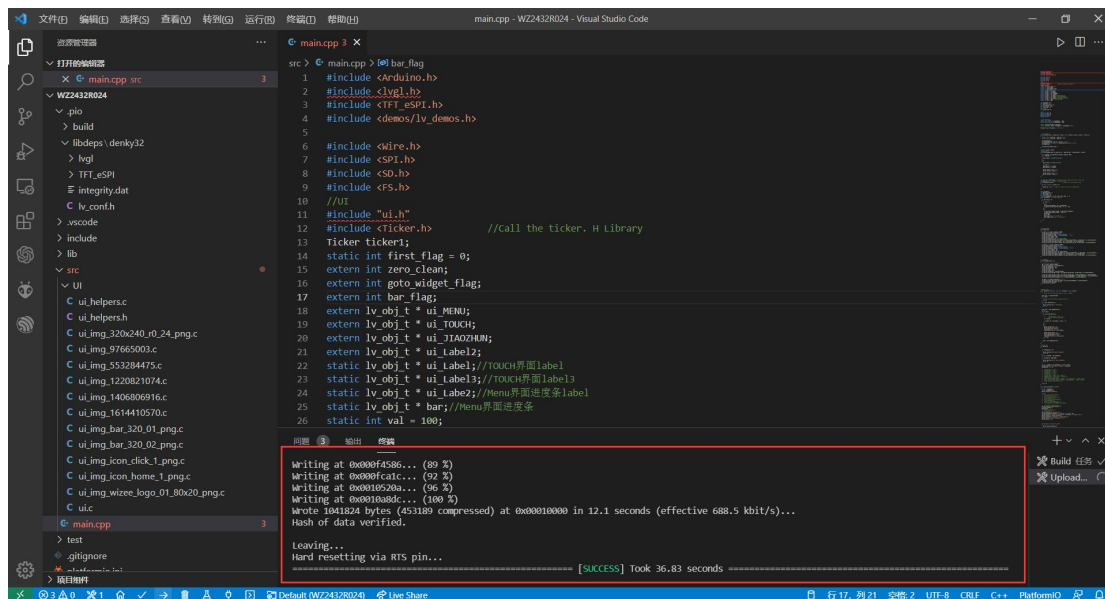 文件(F) 编辑(E) 选择(S) 查看(V) 转到(G) 运行(R) 终端(T) 帮助(H) main.cpp - WZ2432R024 - Visual Studio Code
资源管理器
打开的编辑器
main.cpp src 3
WZ2432R024
.pio
build
libdeps \ denky32
lvgl
TFT_eSPI
integrity.dat
lv_conf.h
.vscode
include
lib
src
UI
ui_helpers.c
ui_helpers.h
ui_img_320x240_r0_24_png.c
ui_img_97665003.c
ui_img_553284475.c
ui_img_1220821074.c
ui_img_1406806916.c
ui_img_1614410570.c
ui_img_bar_320_01_png.c
ui_img_bar_320_02_png.c
ui_img_icon_click_1_png.c
ui_img_icon_home_1_png.c
ui_img_wizee_logo_01_80x20_png.c
ui.c
main.cpp 3
test
.gitignore
platformio.ini
项目组件
main.cpp 3
src > main.cpp > bar_flag
1 #include <Arduino.h>
2 #include <lvgl.h>
3 #include <TFT_eSPI.h>
4 #include <demos/lv_demos.h>
5
6 #include <Wire.h>
7 #include <SPI.h>
8 #include <SD.h>
9 #include <FS.h>
10 //UI
11 #include "ui.h"
12 #include <Ticker.h> //Call the ticker. H Library
13 Ticker ticker1;
14 static int first_flag = 0;
15 extern int zero_clean;
16 extern int goto_widget_flag;
17 extern int bar_flag;
18 extern lv_obj_t * ui_MENU;
19 extern lv_obj_t * ui_TOUCH;
20 extern lv_obj_t * ui_JIAOZHUN;
21 extern lv_obj_t * ui_Label2;
22 static lv_obj_t * ui_Label;//TOUCH界面label
23 static lv_obj_t * ui_Label3;//TOUCH界面label3
24 static lv_obj_t * ui_Labe2;//Menu界面进度条label
25 static lv_obj_t * bar;//Menu界面进度条
26 static int val = 100;
问题 3 输出 终端
Writing at 0x000f4586... (89 %)
Writing at 0x000fca1c... (92 %)
Writing at 0x0010520a... (96 %)
Writing at 0x0010a8dc... (100 %)
Wrote 1041824 bytes (453189 compressed) at 0x00010000 in 12.1 seconds (effective 688.5 kbit/s)...
Hash of data verified.
Leaving...
Hard resetting via RTS pin...
[SUCCESS] Took 36.83 seconds
Build 任务
Upload...
3 0 1 Default (WZ2432R024) Live Share 行 17, 列 21 空格: 2 UTF-8 CRLF C++ PlatformIO